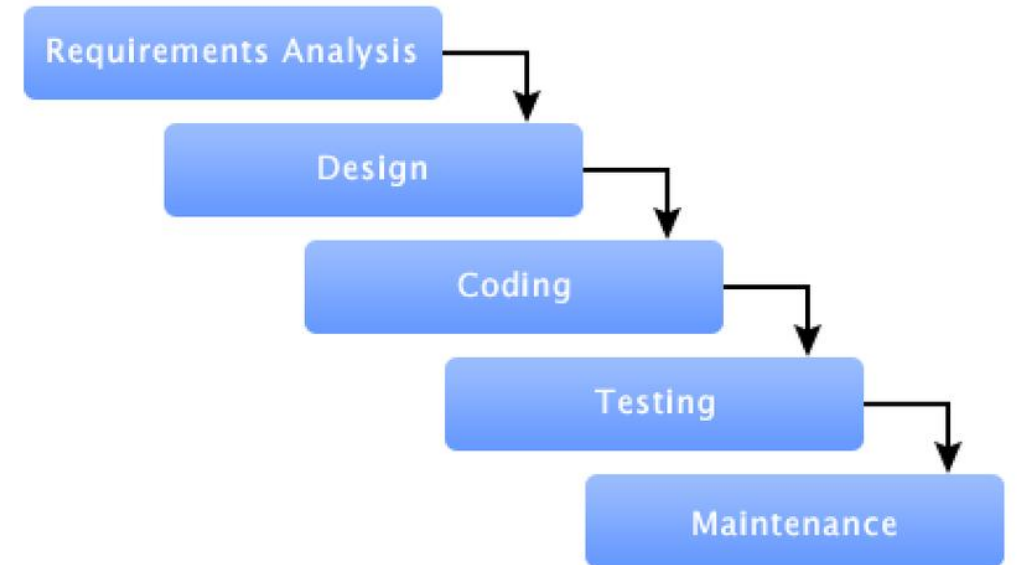 Requirements Analysis
Design
Coding
Testing
Maintenance